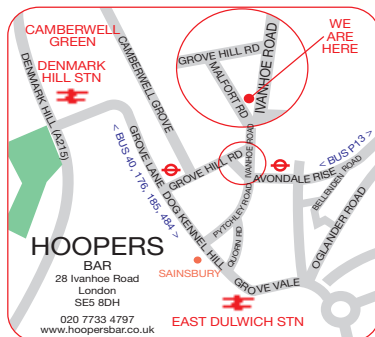 CAMBERWELL
GREEN
DENMARK
HILL STN
DENMARK HILL (A215)
CAMBERWELL GROVE
GROVE HILL RD
MALFORT RD
IVANHOE ROAD
WE
ARE
HERE
< BUS 40, 176, 185, 484 >
GROVE LANE
DOG KENNEL HILL
GROVE HILL RD
IVANHOE ROAD
< BUS P13 >
AVONDALE RISE
BELLENDEN ROAD
PYTCHLEY ROAD
QUORN RD
OGLANDER ROAD
SAINSBURY
GROVE VALE
EAST DULWICH STN
HOOPERS
BAR
28 Ivanhoe Road
London
SE5 8DH
020 7733 4797
www.hoopersbar.co.uk